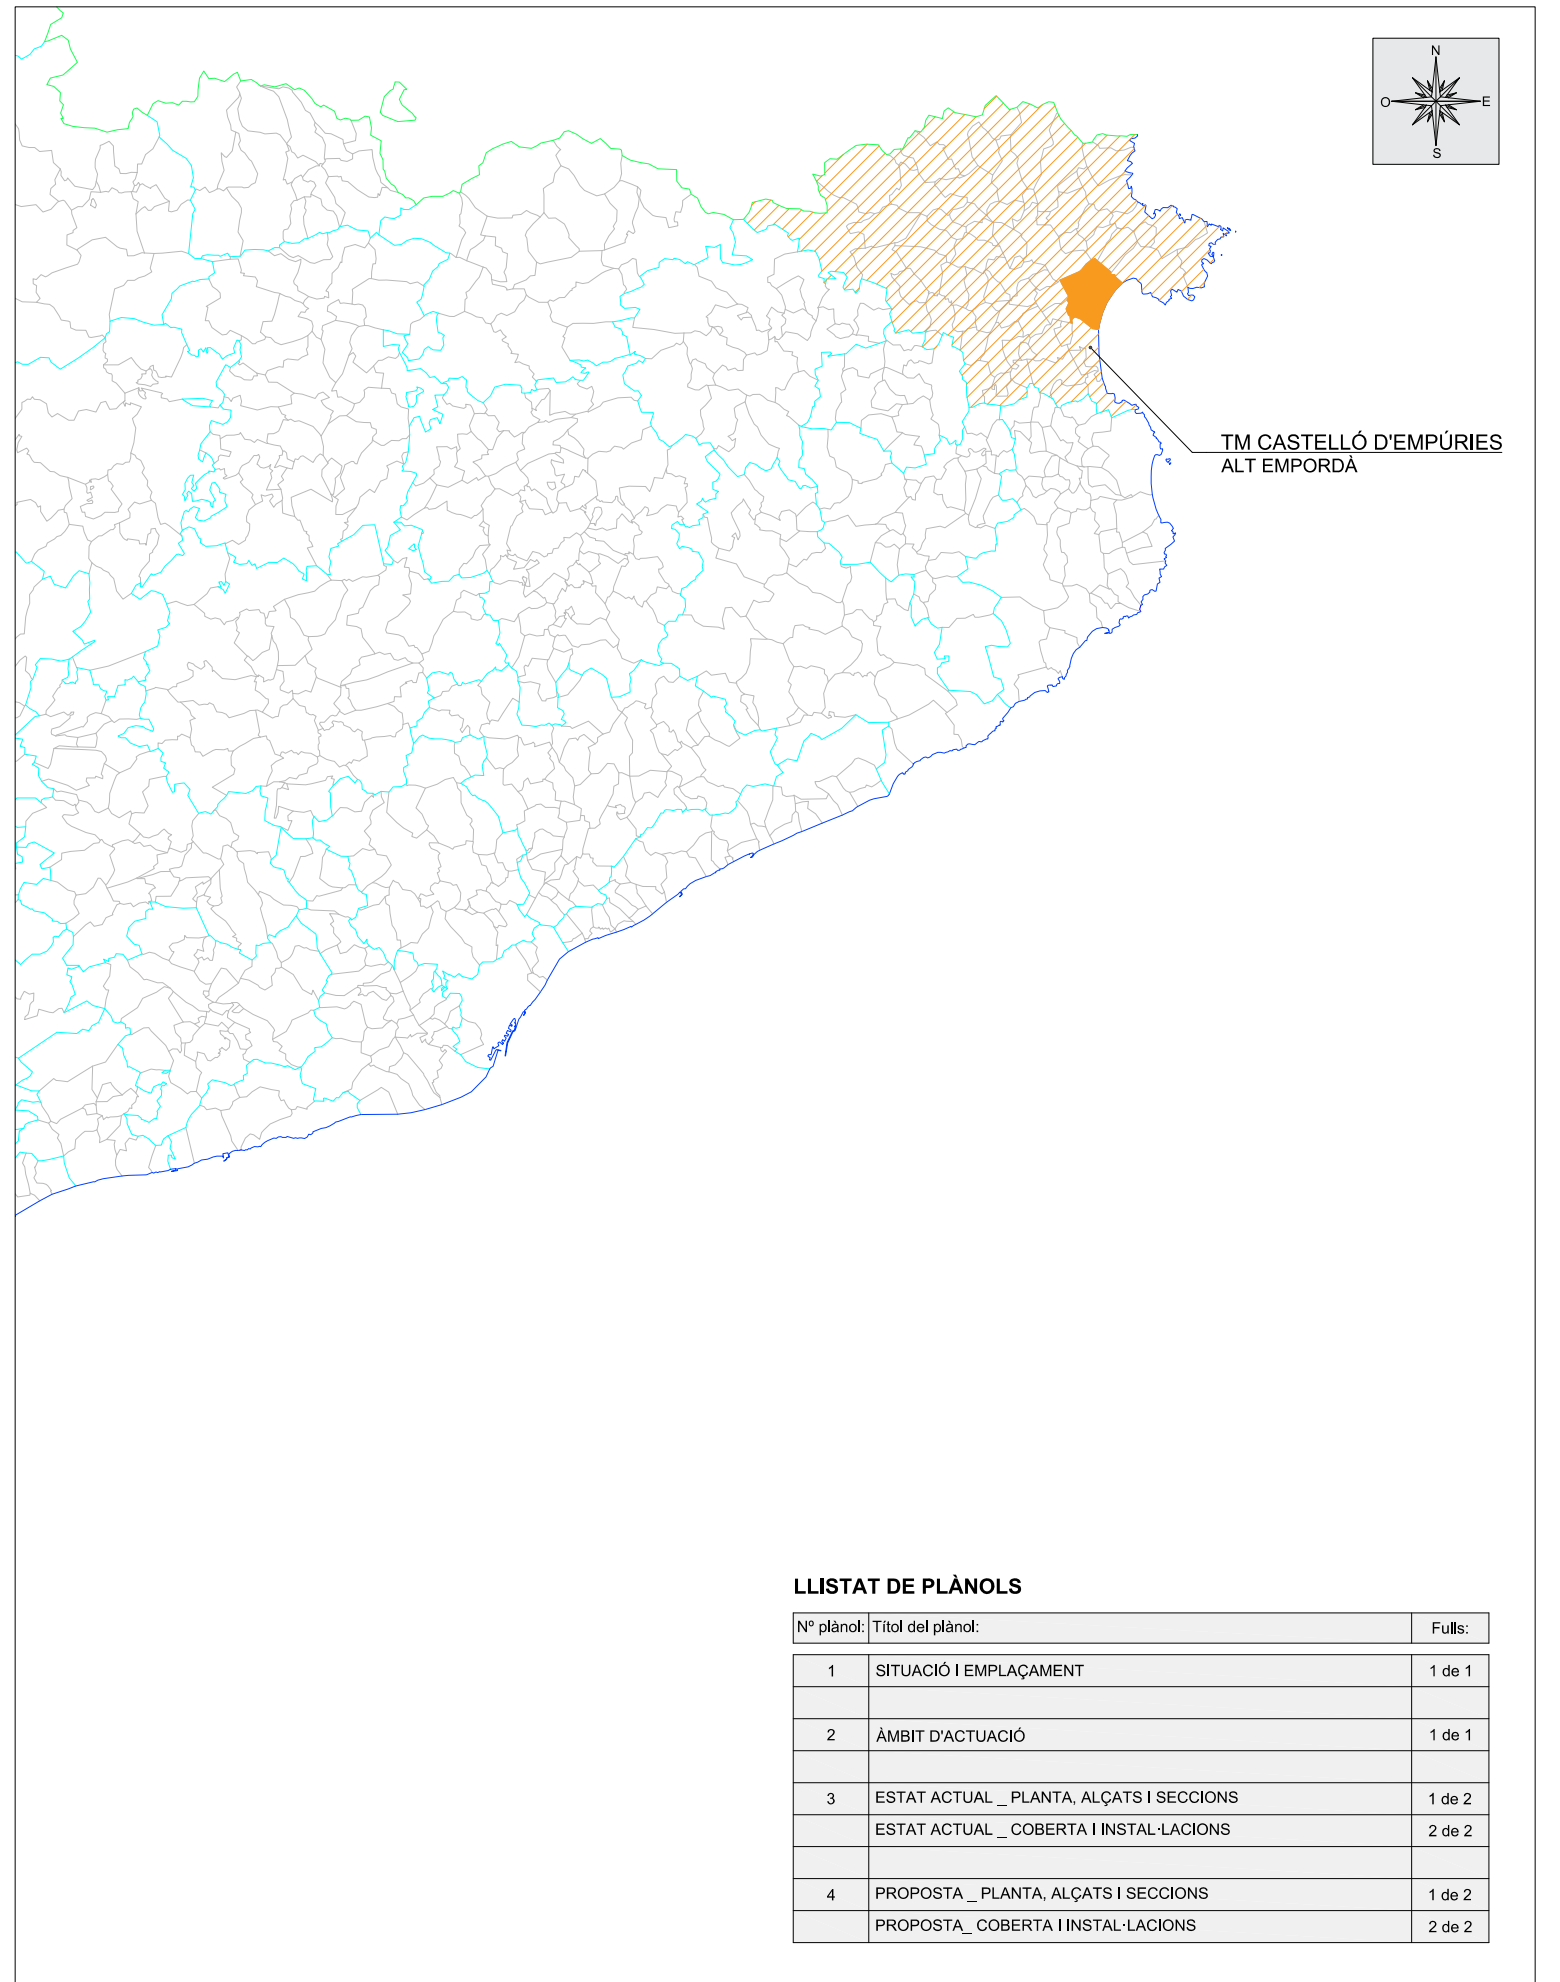 N
O E
S
TM CASTELLÓ D'EMPÚRIES
ALT EMPORDÀ
LLISTAT DE PLÀNOLS
Nº plànol: Títol del plànol: Fulls:
1 SITUACIÓ I EMPLAÇAMENT 1 de 1
2 ÀMBIT D'ACTUACIÓ 1 de 1
3 ESTAT ACTUAL _ PLANTA, ALÇATS I SECCIONS 1 de 2
ESTAT ACTUAL _ COBERTA I INSTAL·LACIONS 2 de 2
4 PROPOSTA _ PLANTA, ALÇATS I SECCIONS 1 de 2
PROPOSTA_ COBERTA I INSTAL·LACIONS 2 de 2